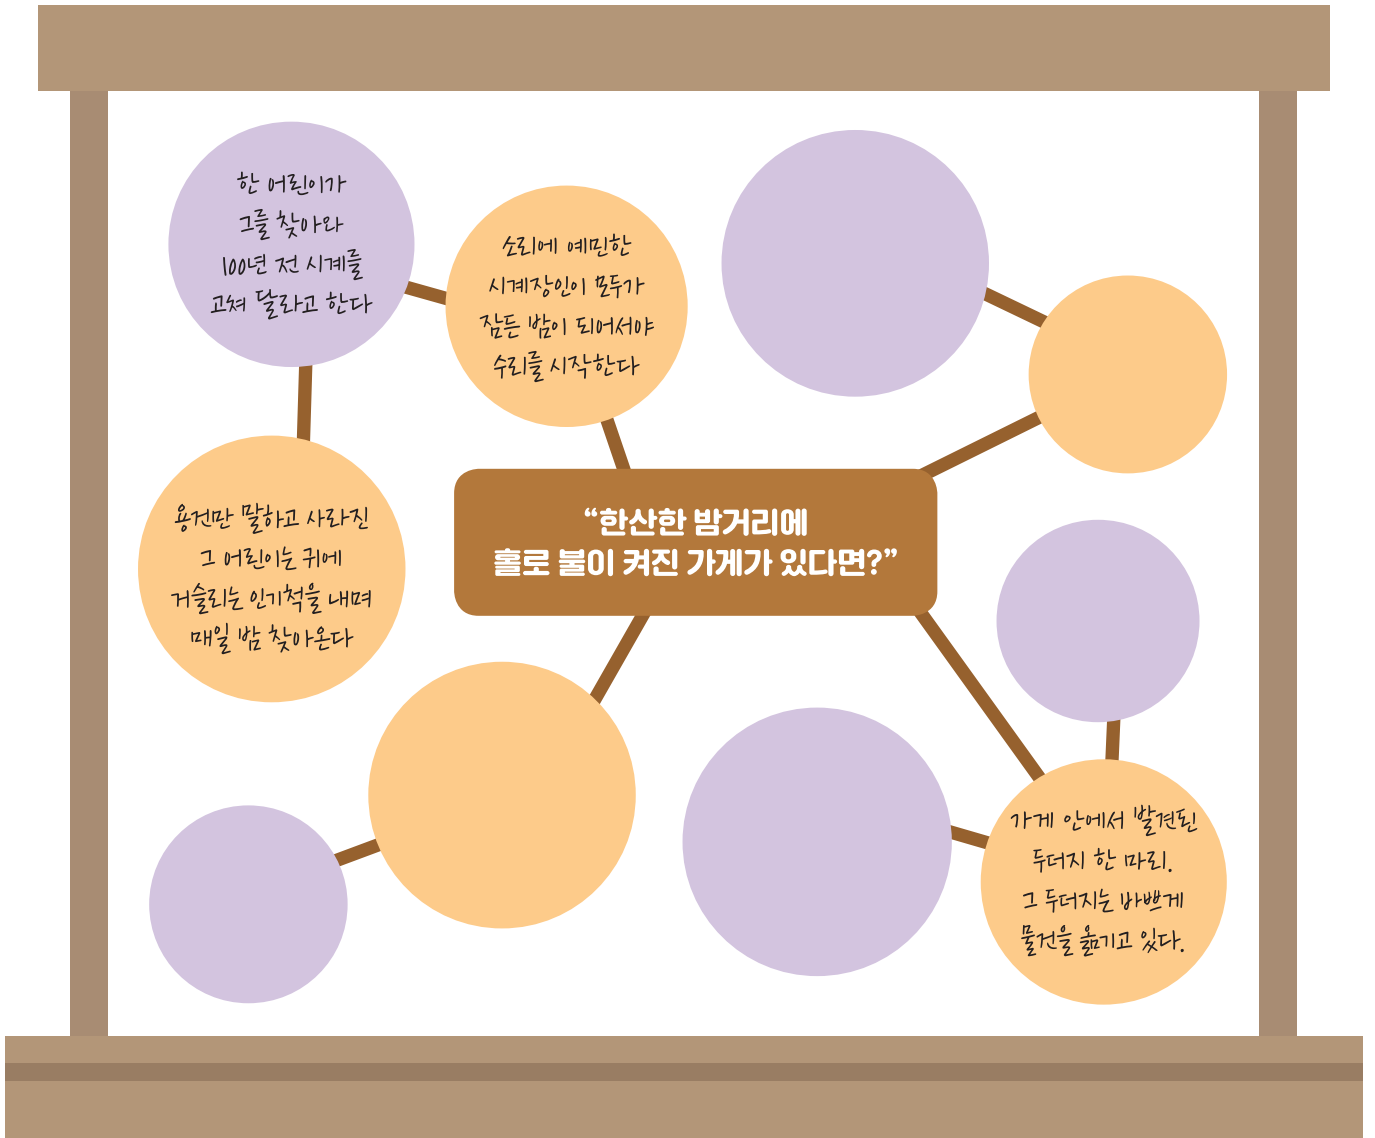 한 어린이가
그를 찾아와
100년 전 시계를
고쳐 달라고 한다
소리에 예민한
시계장인이 모두가
잠든 밤이 되어서야
수리를 시작한다
용건만 말하고 사라진
그 어린이는 귀에
거슬리는 인기척을 내며
매일 밤 찾아온다
“한산한 밤거리에
홀로 불이 켜진 가게가 있다면?”
가게 안에서 발견된
두더지 한 마리.
그 두더지는 바쁘게
물건을 옮기고 있다.